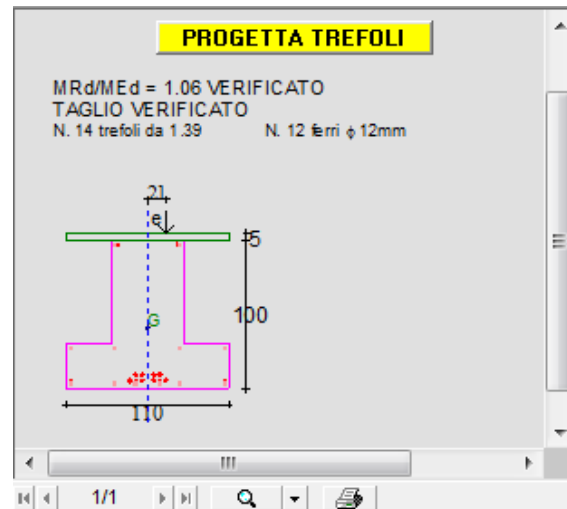 PROGETTA TREFOLI
MRd/MEd = 1.06 VERIFICATO
TAGLIO VERIFICATO
N. 14 trefoli da 1.39 N. 12 ferri ϕ 12mm
21
e
5
G
100
110
1/1